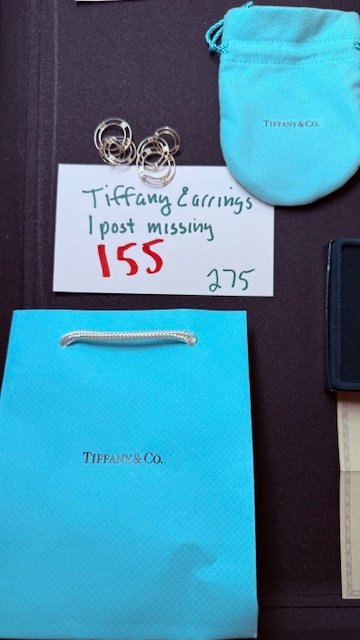 TIFFANY & CO.
Tiffany Earrings
1 post missing
155
275
TIFFANY & CO.